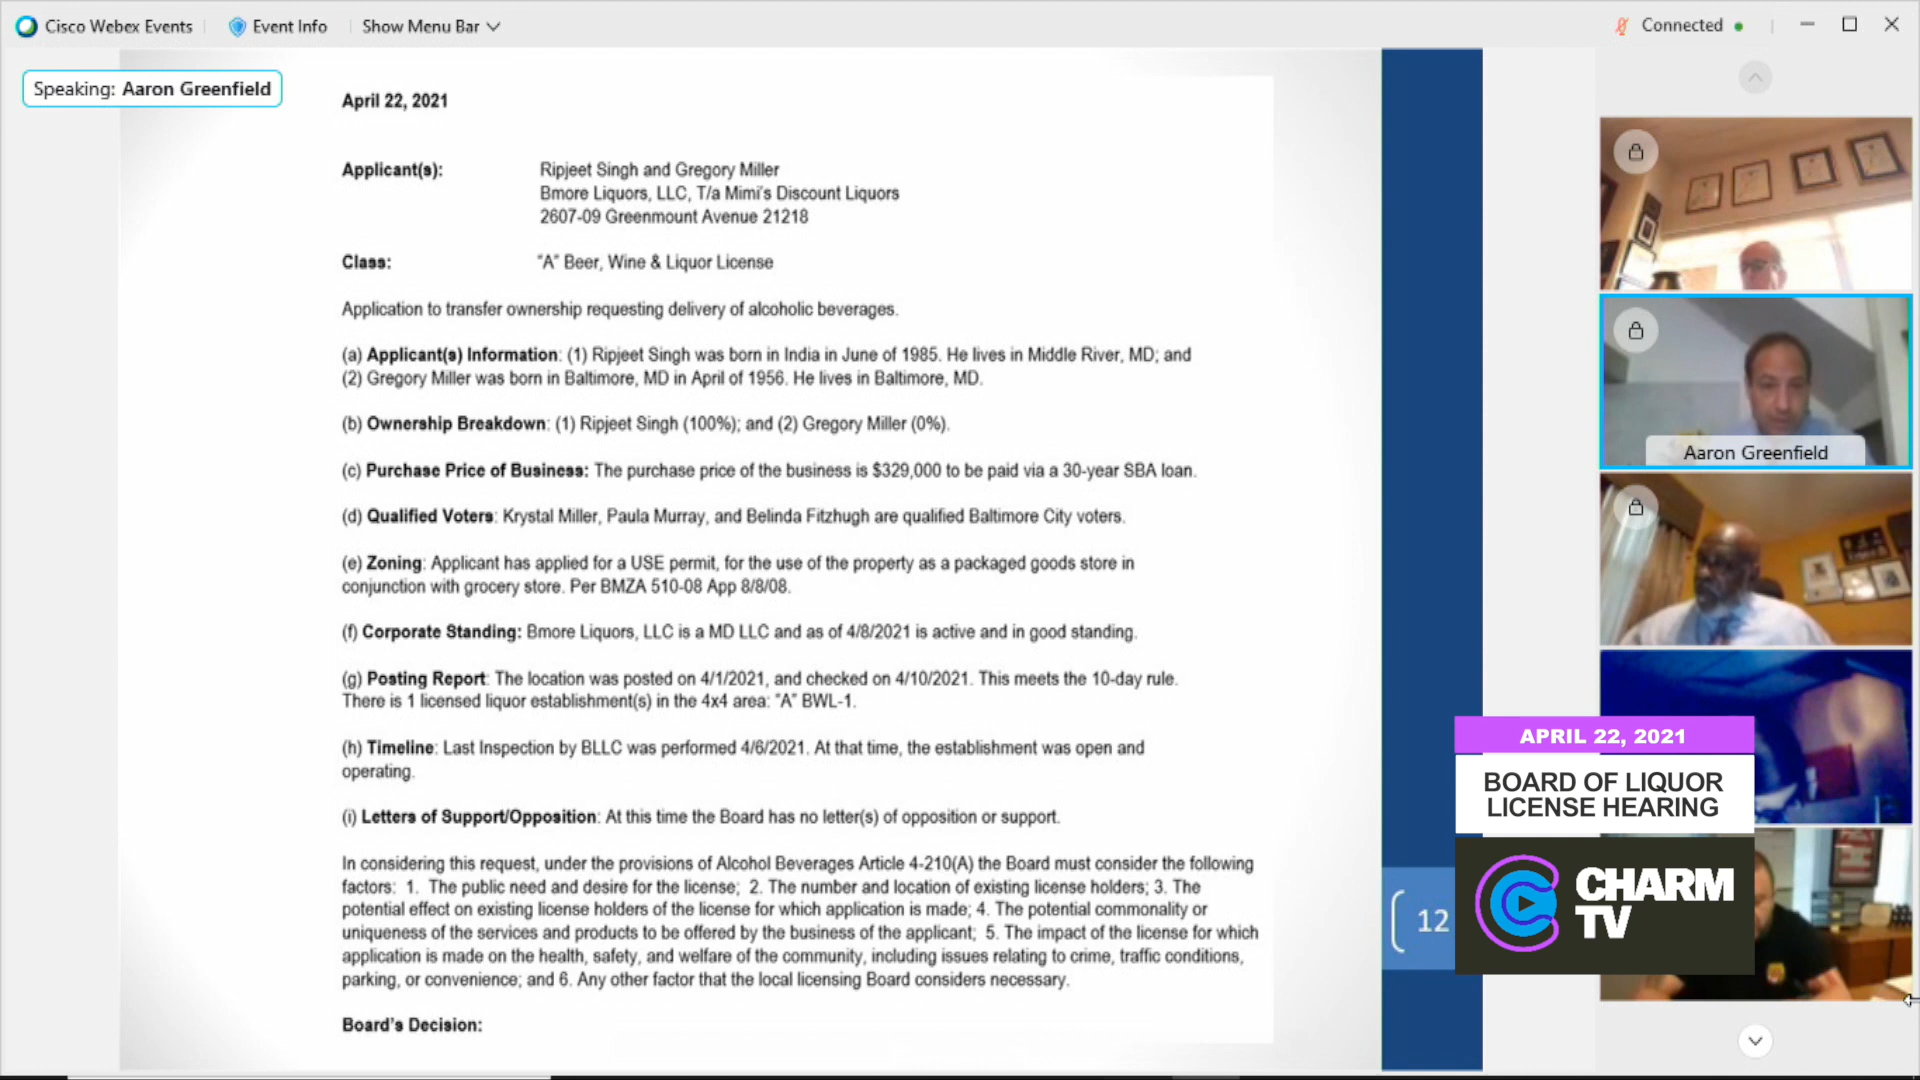 Cisco Webex Events
Event Info
Show Menu Bar
Connected
Speaking: Aaron Greenfield
April 22, 2021
Applicant(s):
Ripjeet Singh and Gregory Miller
Bmore Liquors, LLC, T/a Mimi's Discount Liquors
2607-09 Greenmount Avenue 21218
Class:
"A" Beer, Wine & Liquor License
Application to transfer ownership requesting delivery of alcoholic beverages.
(a) Applicant(s) Information: (1) Ripjeet Singh was born in India in June of 1985. He lives in Middle River, MD; and
(2) Gregory Miller was born in Baltimore, MD in April of 1956. He lives in Baltimore, MD.
(b) Ownership Breakdown: (1) Ripjeet Singh (100%); and (2) Gregory Miller (0%).
(c) Purchase Price of Business: The purchase price of the business is $329,000 to be paid via a 30-year SBA loan.
(d) Qualified Voters: Krystal Miller, Paula Murray, and Belinda Fitzhugh are qualified Baltimore City voters.
(e) Zoning: Applicant has applied for a USE permit, for the use of the property as a packaged goods store in
conjunction with grocery store. Per BMZA 510-08 App 8/8/08.
(f) Corporate Standing: Bmore Liquors, LLC is a MD LLC and as of 4/8/2021 is active and in good standing.
(g) Posting Report: The location was posted on 4/1/2021, and checked on 4/10/2021. This meets the 10-day rule.
There is 1 licensed liquor establishment(s) in the 4x4 area: "A" BWL-1.
(h) Timeline: Last Inspection by BLLC was performed 4/6/2021. At that time, the establishment was open and
operating.
(i) Letters of Support/Opposition: At this time the Board has no letter(s) of opposition or support.
In considering this request, under the provisions of Alcohol Beverages Article 4-210(A) the Board must consider the following
factors: 1. The public need and desire for the license; 2. The number and location of existing license holders; 3. The
potential effect on existing license holders of the license for which application is made; 4. The potential commonality or
uniqueness of the services and products to be offered by the business of the applicant; 5. The impact of the license for which
application is made on the health, safety, and welfare of the community, including issues relating to crime, traffic conditions,
parking, or convenience; and 6. Any other factor that the local licensing Board considers necessary.
Board's Decision:
12
Aaron Greenfield
APRIL 22, 2021
BOARD OF LIQUOR
LICENSE HEARING
CHARM
TV